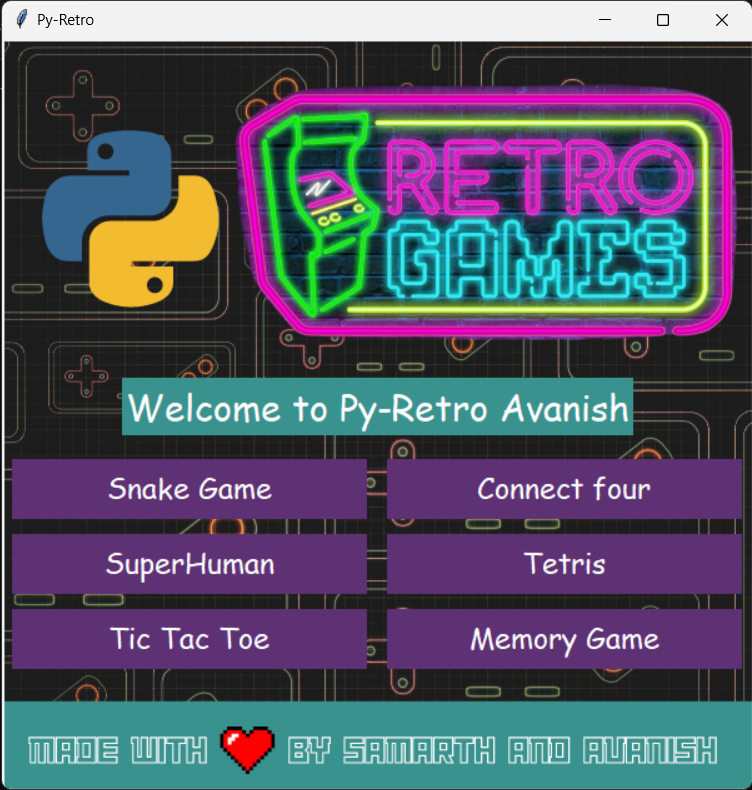 Py-Retro
RETRO
GAMES
Welcome to Py-Retro Avanish
Snake Game
Connect four
SuperHuman
Tetris
Tic Tac Toe
Memory Game
MADE WITH BY SAMARTH AND AVANISH